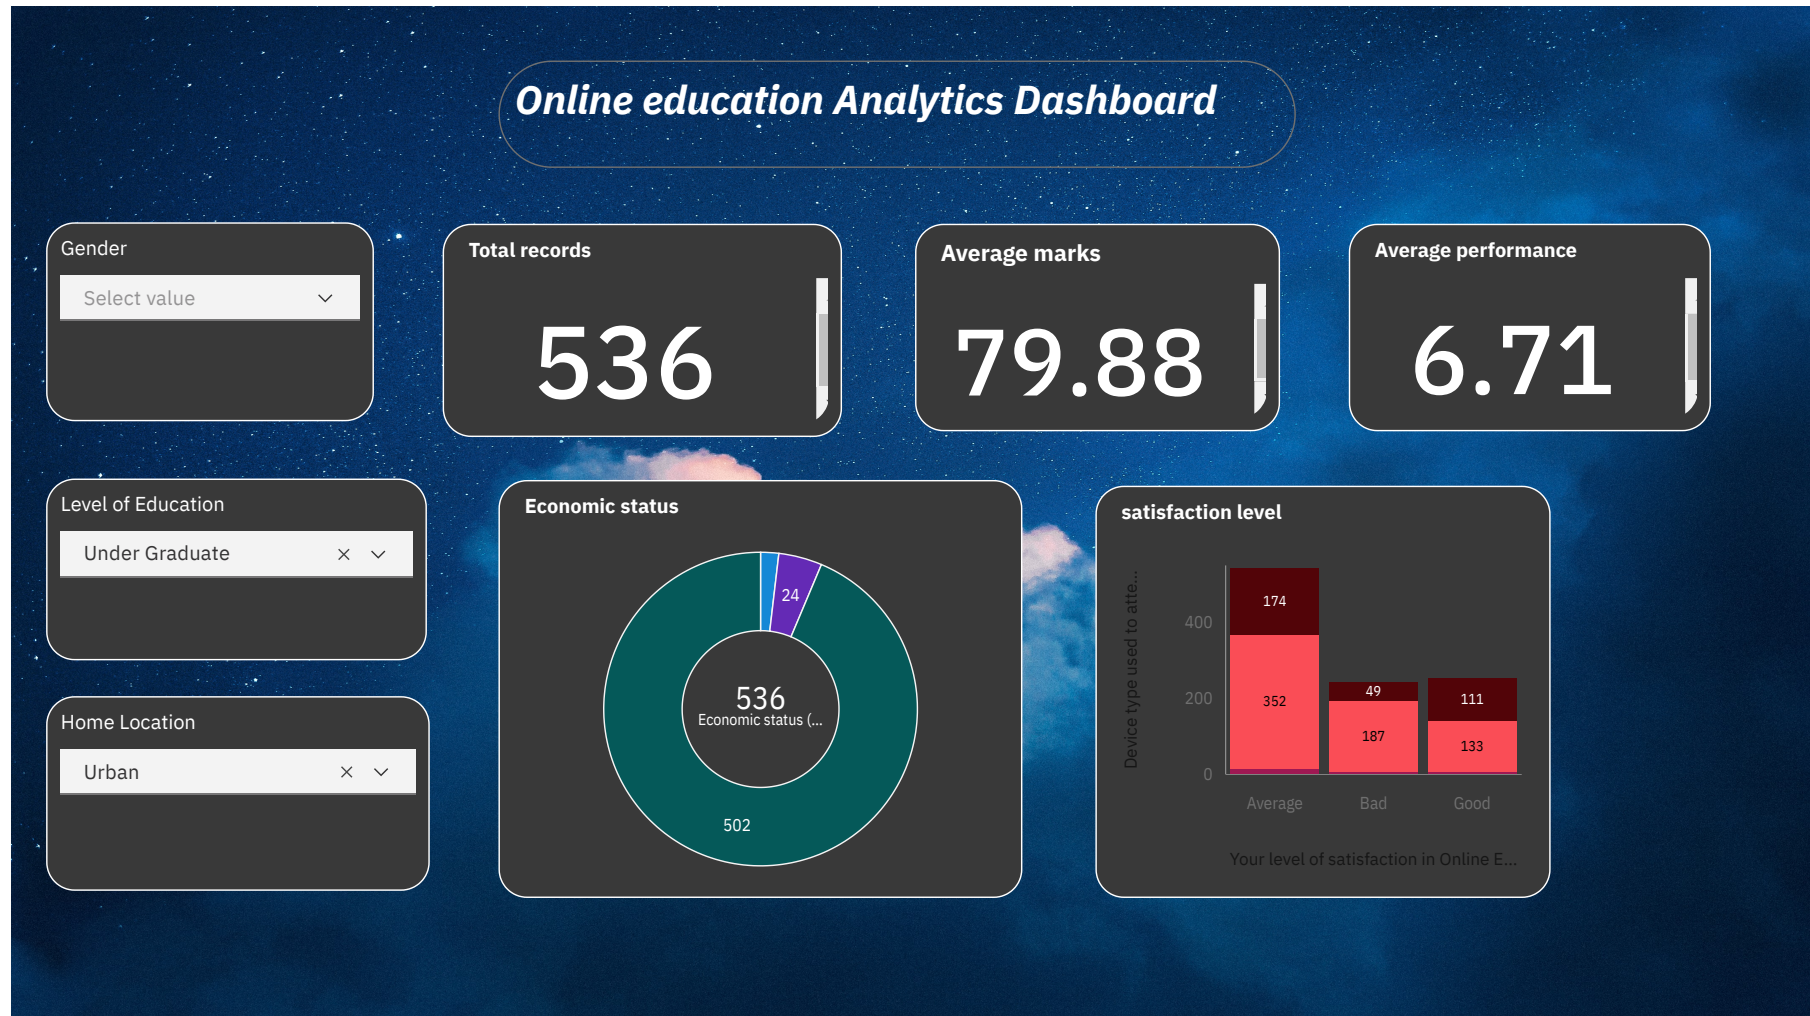 Online education Analytics Dashboard
Gender
Select value
Total records
536
Average marks
79.88
Average performance
6.71
Level of Education
Under Graduate
Home Location
Urban
Economic status
24
536
Economic status (...
502
satisfaction level
Device type used to atte...
400
200
0
174
352
49
187
111
133
Average
Bad
Good
Your level of satisfaction in Online E...